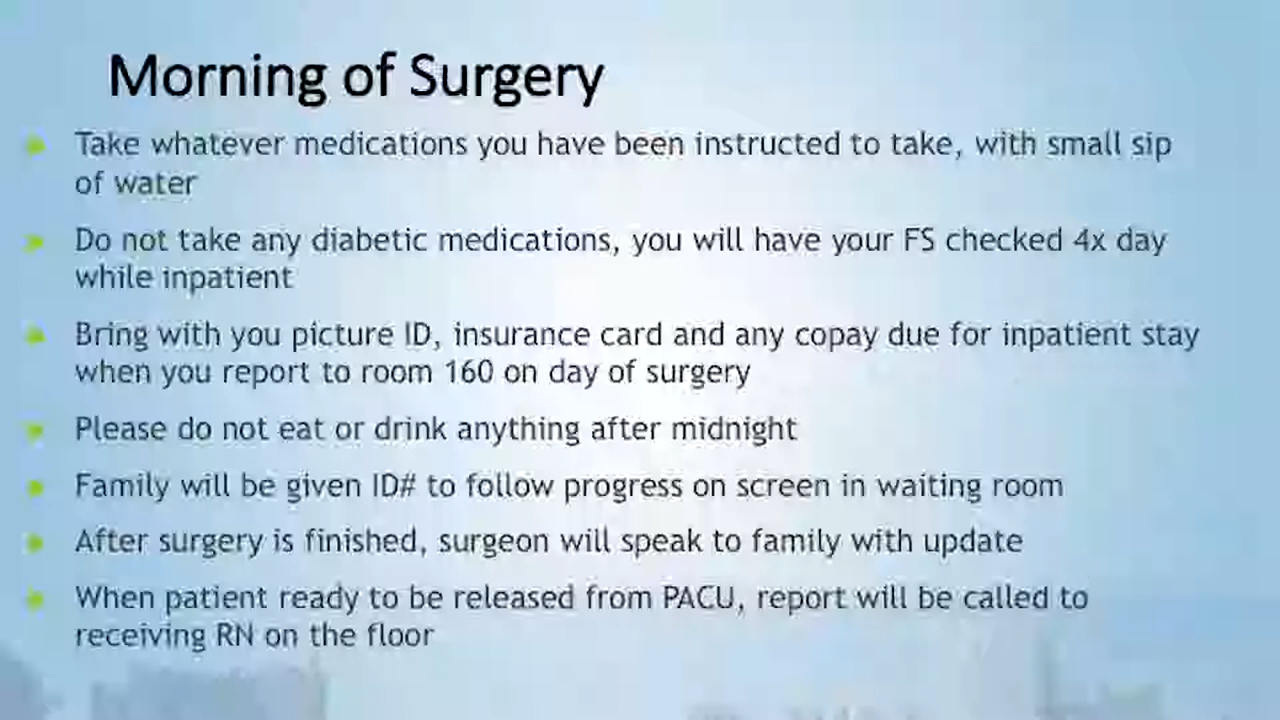 Morning of Surgery
Take whatever medications you have been instructed to take, with small sip
of water
Do not take any diabetic medications, you will have your FS checked 4x day
while inpatient
Bring with you picture ID, insurance card and any copay due for inpatient stay
when you report to room 160 on day of surgery
Please do not eat or drink anything after midnight
Family will be given ID# to follow progress on screen in waiting room
After surgery is finished, surgeon will speak to family with update
When patient ready to be released from PACU, report will be called to
receiving RN on the floor